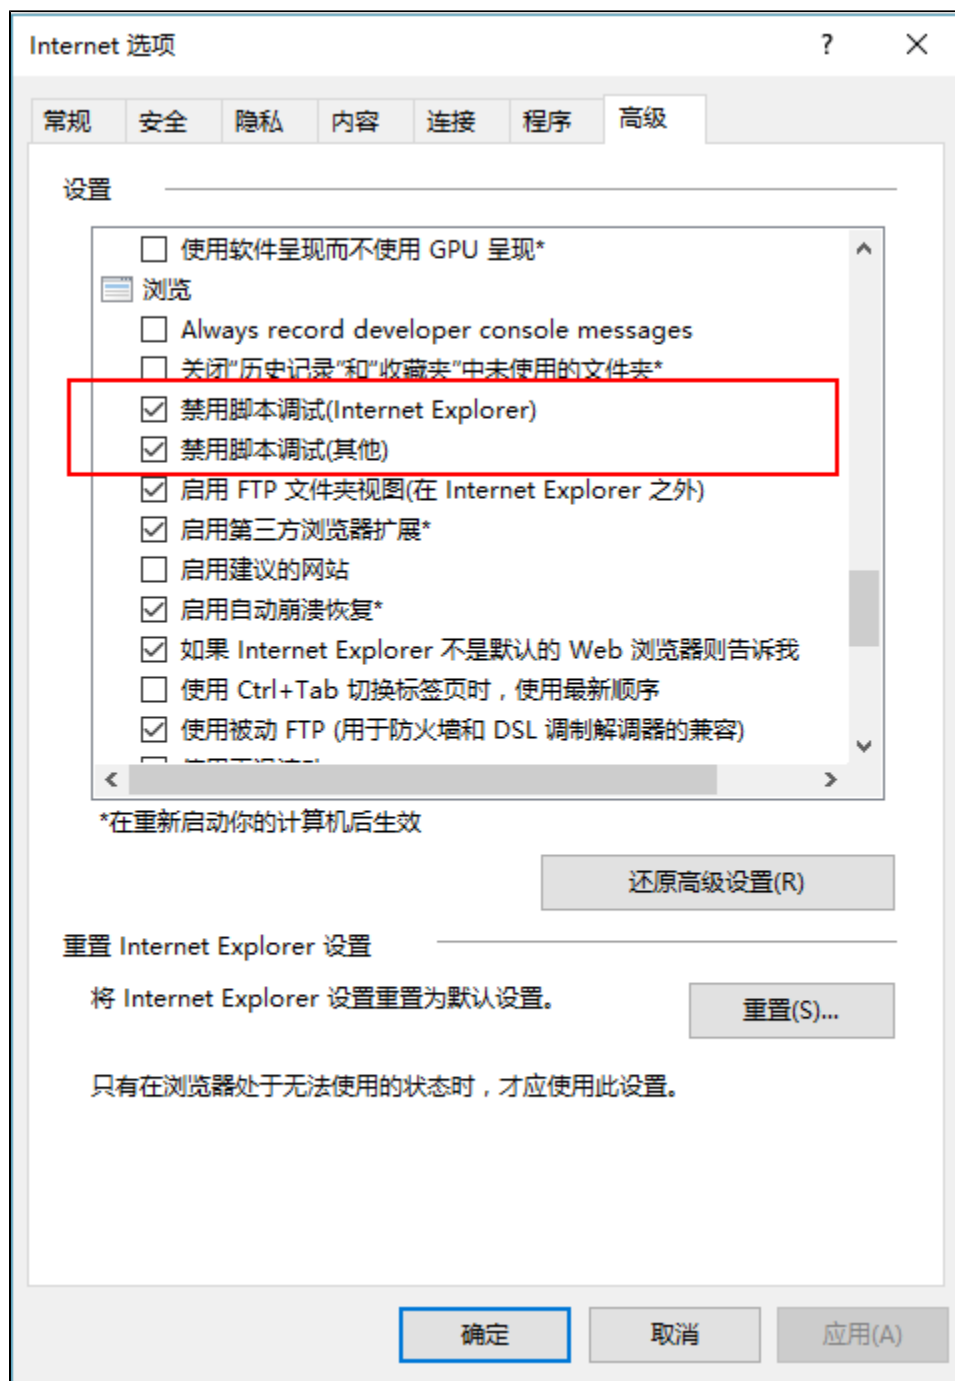 Internet 选项
?
常规 安全 隐私 内容 连接 程序 高级
设置
使用软件呈现而不使用 GPU 呈现*
浏览
Always record developer console messages
关闭“历史记录”和“收藏夹”中未使用的文件夹*
禁用脚本调试(Internet Explorer)
禁用脚本调试(其他)
启用 FTP 文件夹视图(在 Internet Explorer 之外)
启用第三方浏览器扩展*
启用建议的网站
启用自动崩溃恢复*
如果 Internet Explorer 不是默认的 Web 浏览器则告诉我
使用 Ctrl+Tab 切换标签页时，使用最新顺序
使用被动 FTP (用于防火墙和 DSL 调制解调器的兼容)
*在重新启动你的计算机后生效
还原高级设置(R)
重置 Internet Explorer 设置
将 Internet Explorer 设置重置为默认设置。
重置(S)...
只有在浏览器处于无法使用的状态时，才应使用此设置。
确定 取消 应用(A)